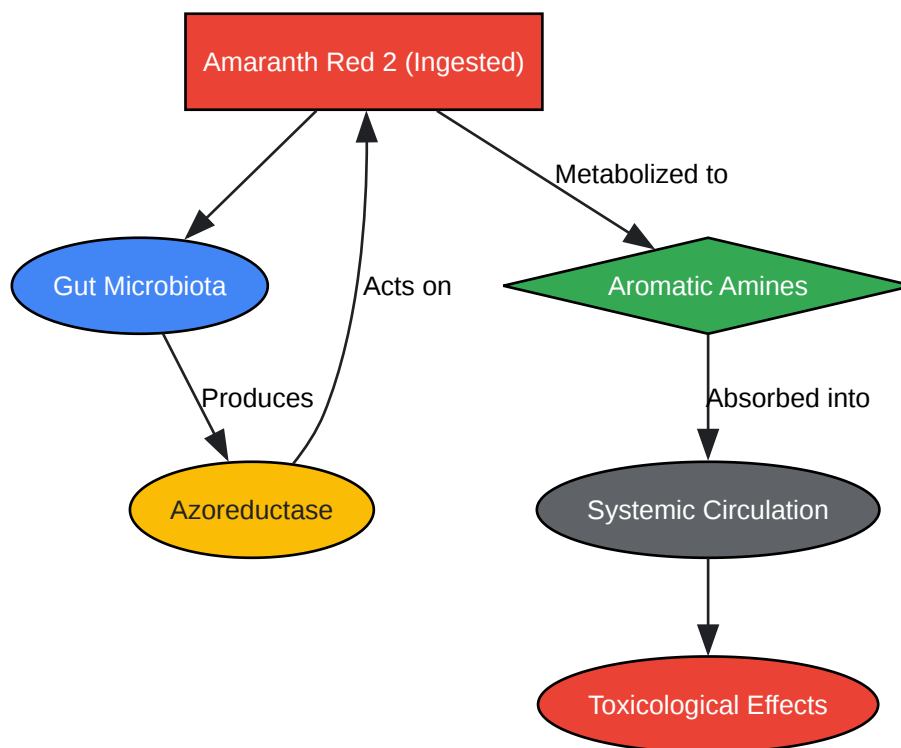 Amaranth Red 2 (Ingested)
Metabolized to
Gut Microbiota
Acts on
Aromatic Amines
Produces
Absorbed into
Azoreductase
Systemic Circulation
Toxicological Effects